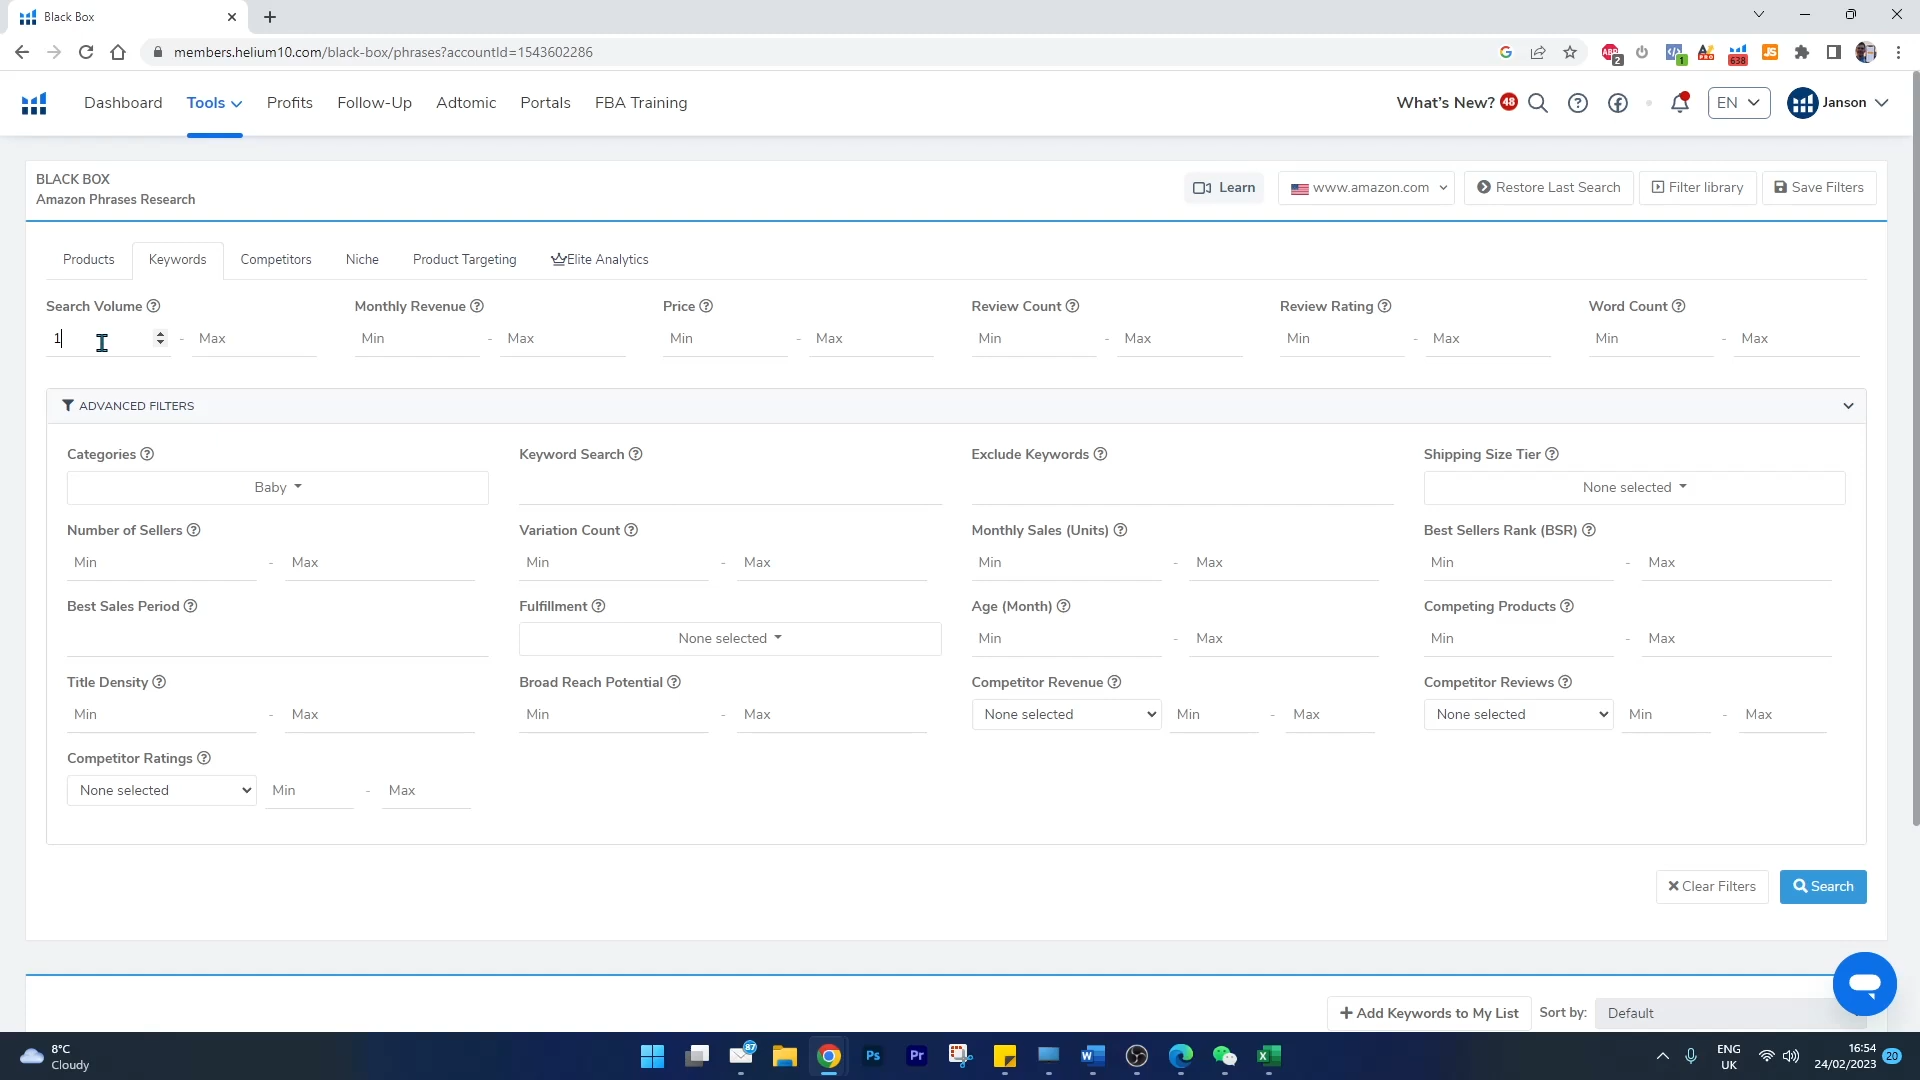 Black Box
members.helium10.com/black-box/phrases?accountId=1543602286
Dashboard Tools Profits Follow-Up Adtomic Portals FBA Training What's New? 48 EN Janson
BLACK BOX
Amazon Phrases Research
Learn www.amazon.com Restore Last Search Filter library Save Filters
Products Keywords Competitors Niche Product Targeting Elite Analytics
Search Volume Monthly Revenue Price Review Count Review Rating Word Count
1 - Max Min - Max Min - Max Min - Max Min - Max Min - Max
ADVANCED FILTERS
Categories Keyword Search Exclude Keywords Shipping Size Tier
Baby None selected
Number of Sellers Variation Count Monthly Sales (Units) Best Sellers Rank (BSR)
Min - Max Min - Max Min - Max Min - Max
Best Sales Period Fulfillment Age (Month) Competing Products
None selected Min - Max Min - Max
Title Density Broad Reach Potential Competitor Revenue Competitor Reviews
Min - Max Min - Max None selected Min - Max None selected Min - Max
Competitor Ratings
None selected Min - Max
Clear Filters Search
Add Keywords to My List Sort by: Default
8°C
Cloudy
87
Ps Pr
ENG
UK
16:54
24/02/2023
20